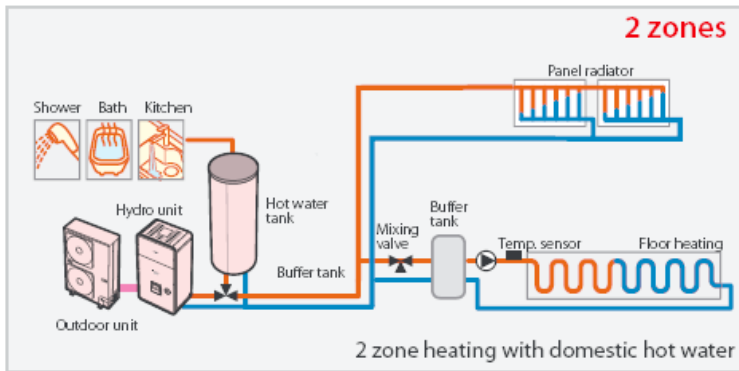 2 zones
Panel radiator
Shower Bath Kitchen
Hydro unit
Hot water
tank
Buffer
tank
Mixing
valve
Temp. sensor
Floor heating
Buffer tank
Outdoor unit
2 zone heating with domestic hot water